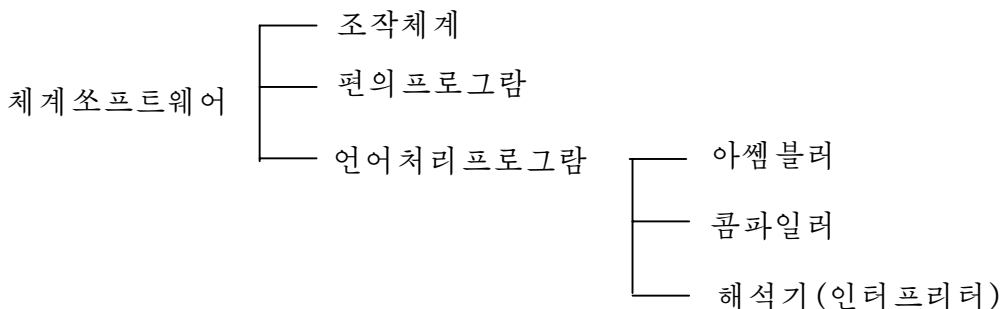 조작체계
편의프로그람
체계쏘프트웨어
언어처리프로그람
아쎔블러
콤파일러
해석기(인터프리터)